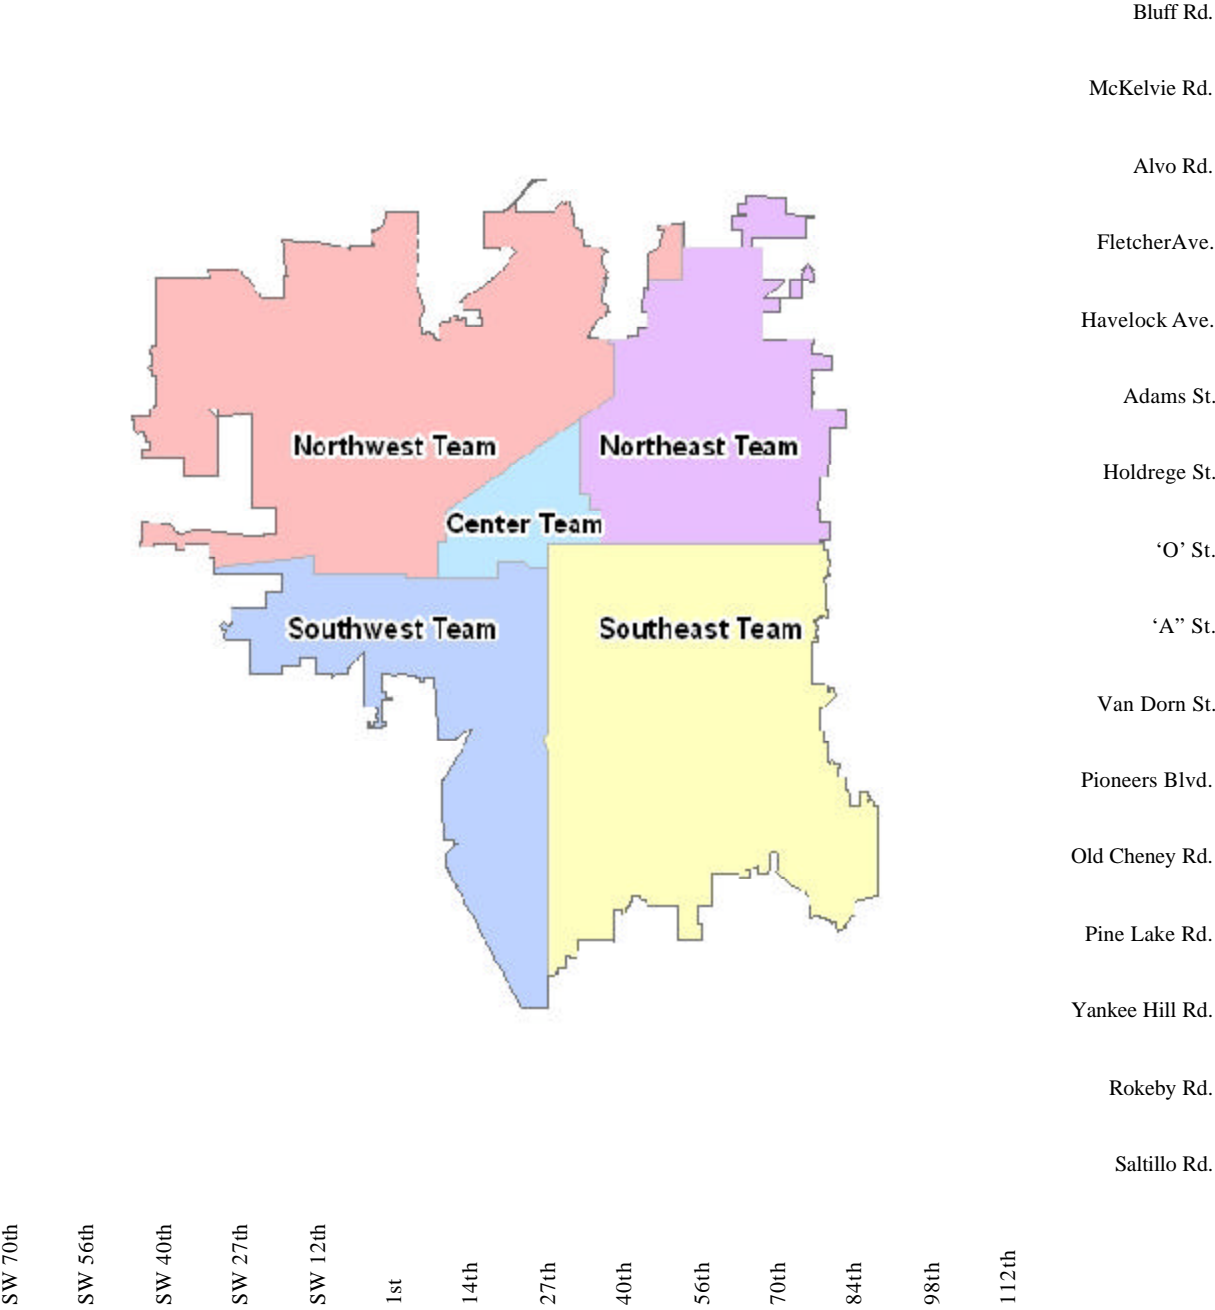 Bluff Rd.
McKelvie Rd.
Alvo Rd.
FletcherAve.
Havelock Ave.
Adams St.
Northwest Team
Northeast Team
Holdrege St.
Center Team
‘O’ St.
‘A” St.
Southwest Team
Southeast Team
Van Dorn St.
Pioneers Blvd.
Old Cheney Rd.
Pine Lake Rd.
Yankee Hill Rd.
Rokeby Rd.
Saltillo Rd.
SW 70th
SW 56th
SW 40th
SW 27th
SW 12th
1st
14th
27th
40th
56th
70th
84th
98th
112th